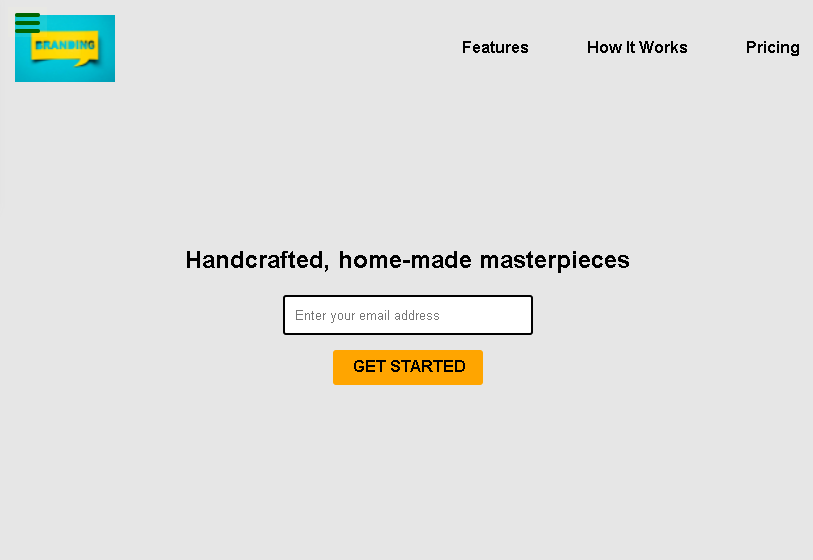 BRANDING
Features How It Works Pricing
Handcrafted, home-made masterpieces
Enter your email address
GET STARTED